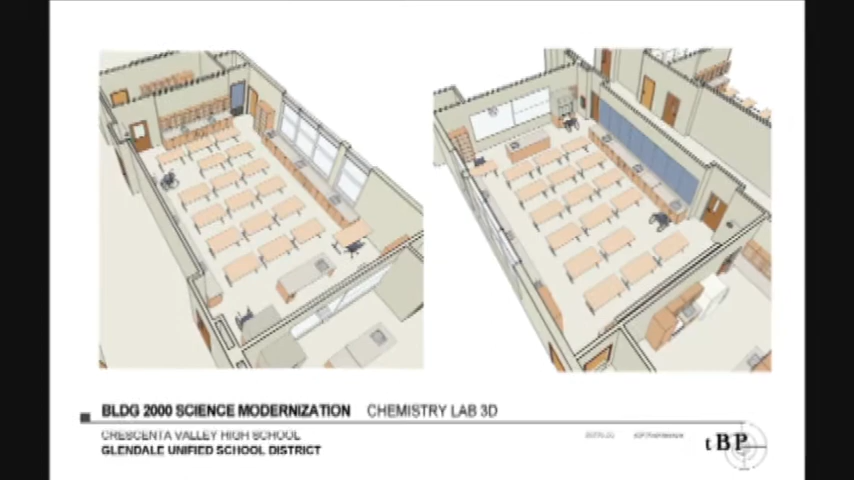 BLDG 2000 SCIENCE MODERNIZATION CHEMISTRY LAB 3D
CRESCENTA VALLEY HIGH SCHOOL
GLENDALE UNIFIED SCHOOL DISTRICT
tBP